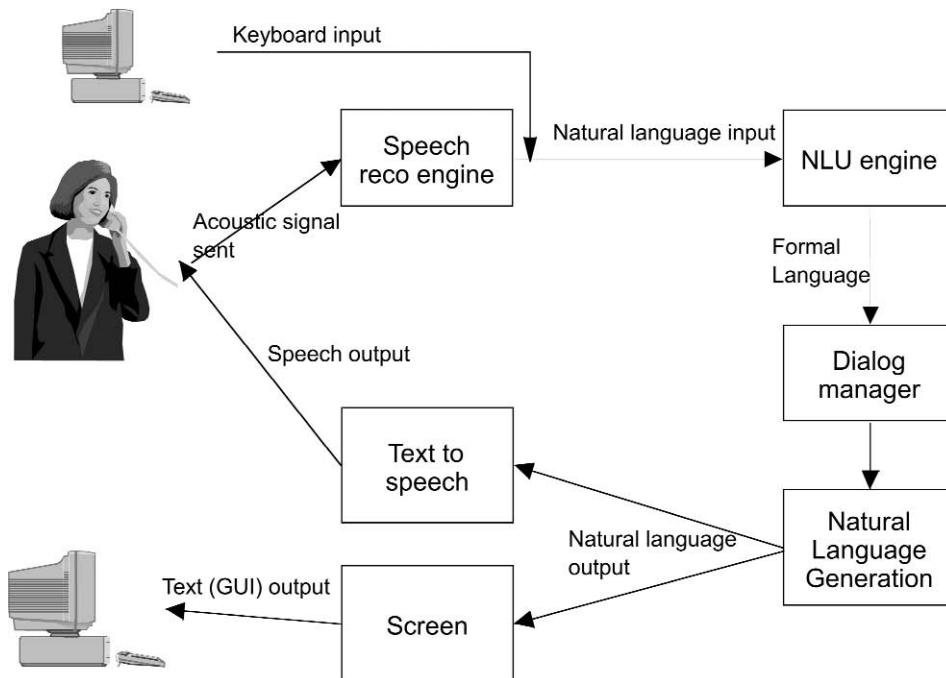 Keyboard input
Speech
reco engine
Natural language input
NLU engine
Acoustic signal
sent
Formal
Language
Speech output
Dialog
manager
Text to
speech
Natural language
output
Natural
Language
Generation
Text (GUI) output
Screen